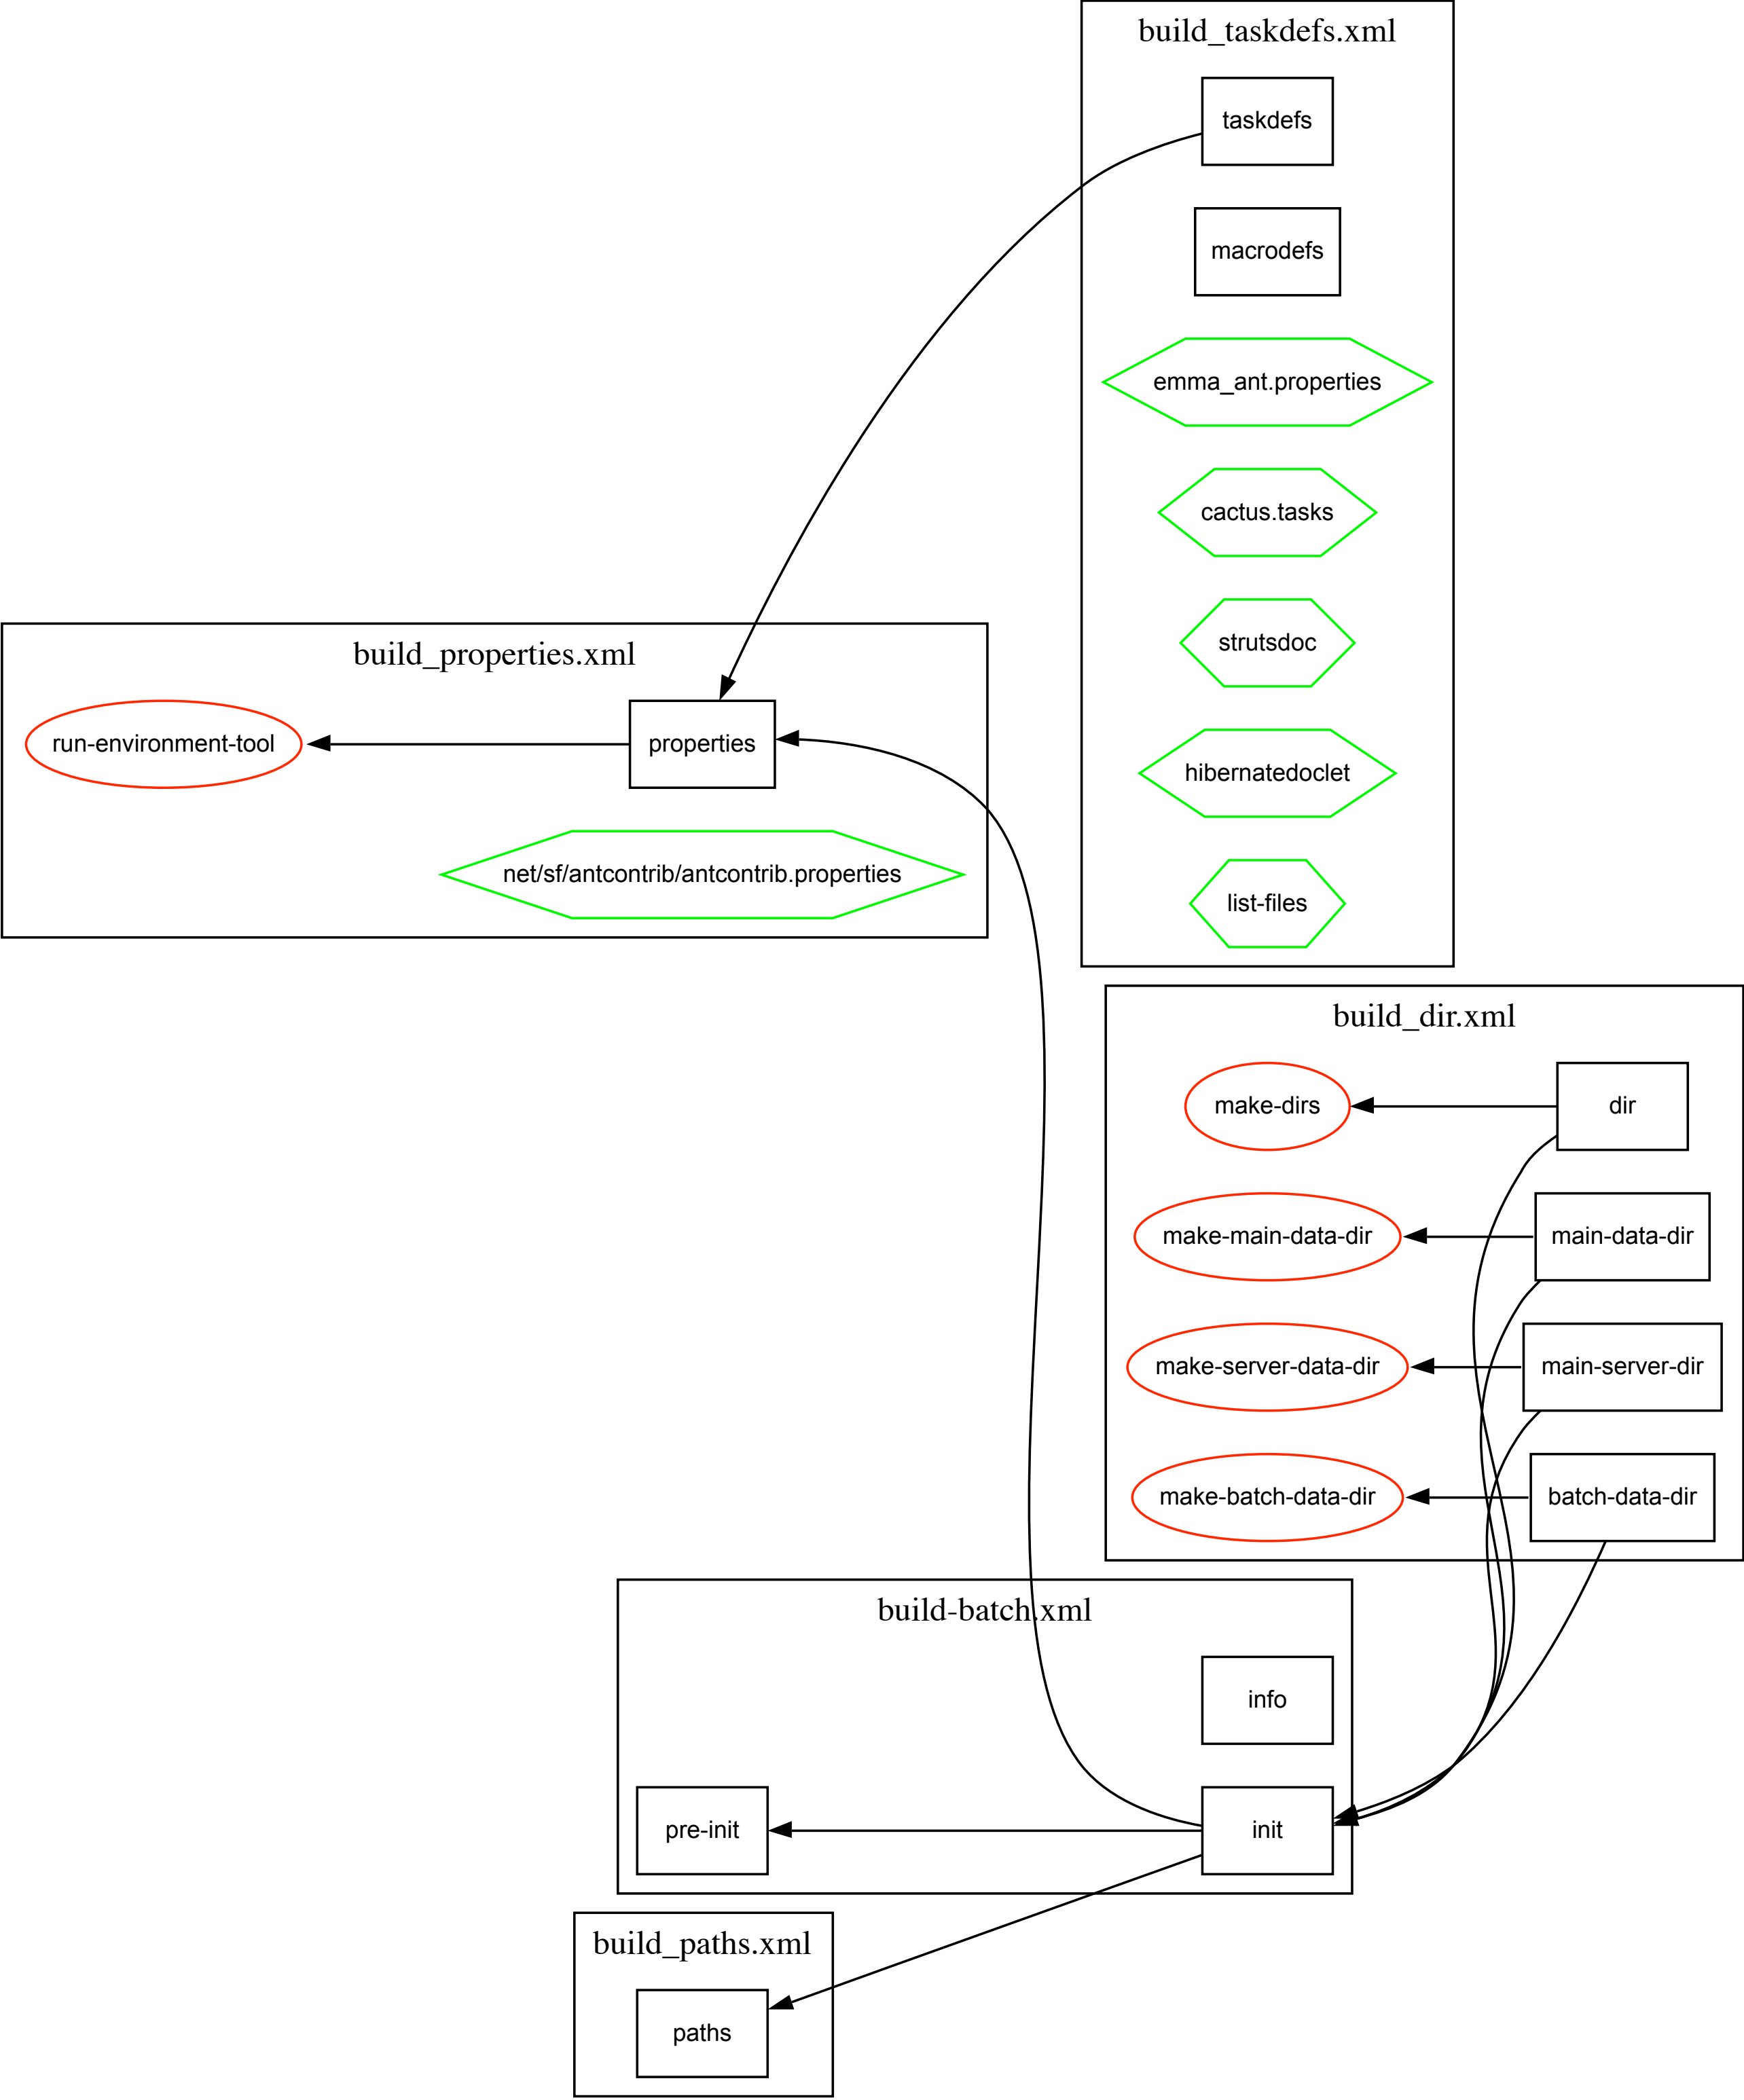 build_taskdefs.xml
taskdefs
macrodefs
emma_ant.properties
cactus.tasks
strutsdoc
hibernatedoclet
list-files
build_properties.xml
run-environment-tool
properties
net/sf/antcontrib/antcontrib.properties
build_dir.xml
make-dirs
dir
make-main-data-dir
main-data-dir
make-server-data-dir
main-server-dir
make-batch-data-dir
batch-data-dir
build-batch.xml
info
pre-init
init
build_paths.xml
paths